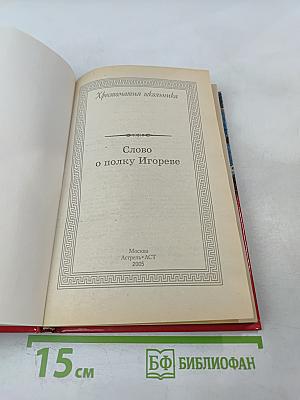 Хрестоматия школьника
Слово
о полку Игореве
Москва
Астрель•АСТ
2005
15 см
БФ БИБЛИОФАН